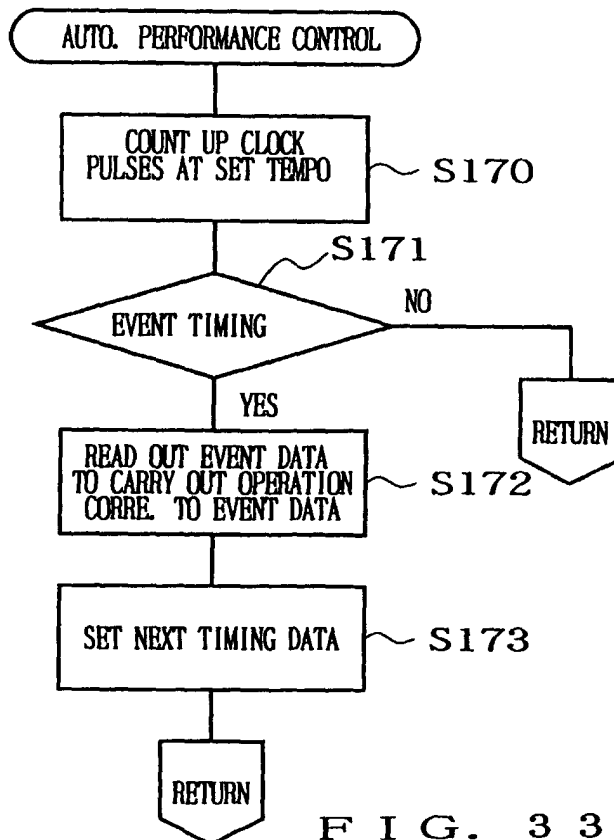 AUTO. PERFORMANCE CONTROL
COUNT UP CLOCK
PULSES AT SET TEMPO
S170
S171
EVENT TIMING
NO
YES
RETURN
READ OUT EVENT DATA
TO CARRY OUT OPERATION
CORRE. TO EVENT DATA
S172
SET NEXT TIMING DATA
S173
RETURN
FIG. 33